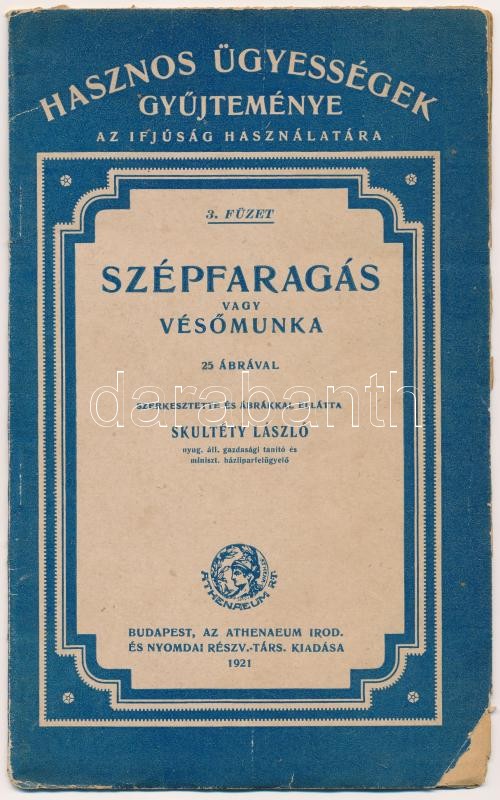 HASZNOS ÜGYESSÉGEK
GYŰJTEMÉNYE
AZ IFJÚSÁG HASZNÁLATÁRA
3. FÜZET
SZÉPFARAGÁS
VAGY
VÉSŐMUNKA
25 ÁBRÁVAL
SZERKESZTETTE ÉS ÁBRÁKKAL ELLÁTTA
darabanth
SKULTÉTY LÁSZLÓ
nyug. áll. gazdasági tanító és
miniszt. háziiparfelügyelő
ATHENAEUM R.T.
BUDAPEST, AZ ATHENAEUM IROD.
ÉS NYOMDAI RÉSZV.-TÁRS. KIADÁSA
1921